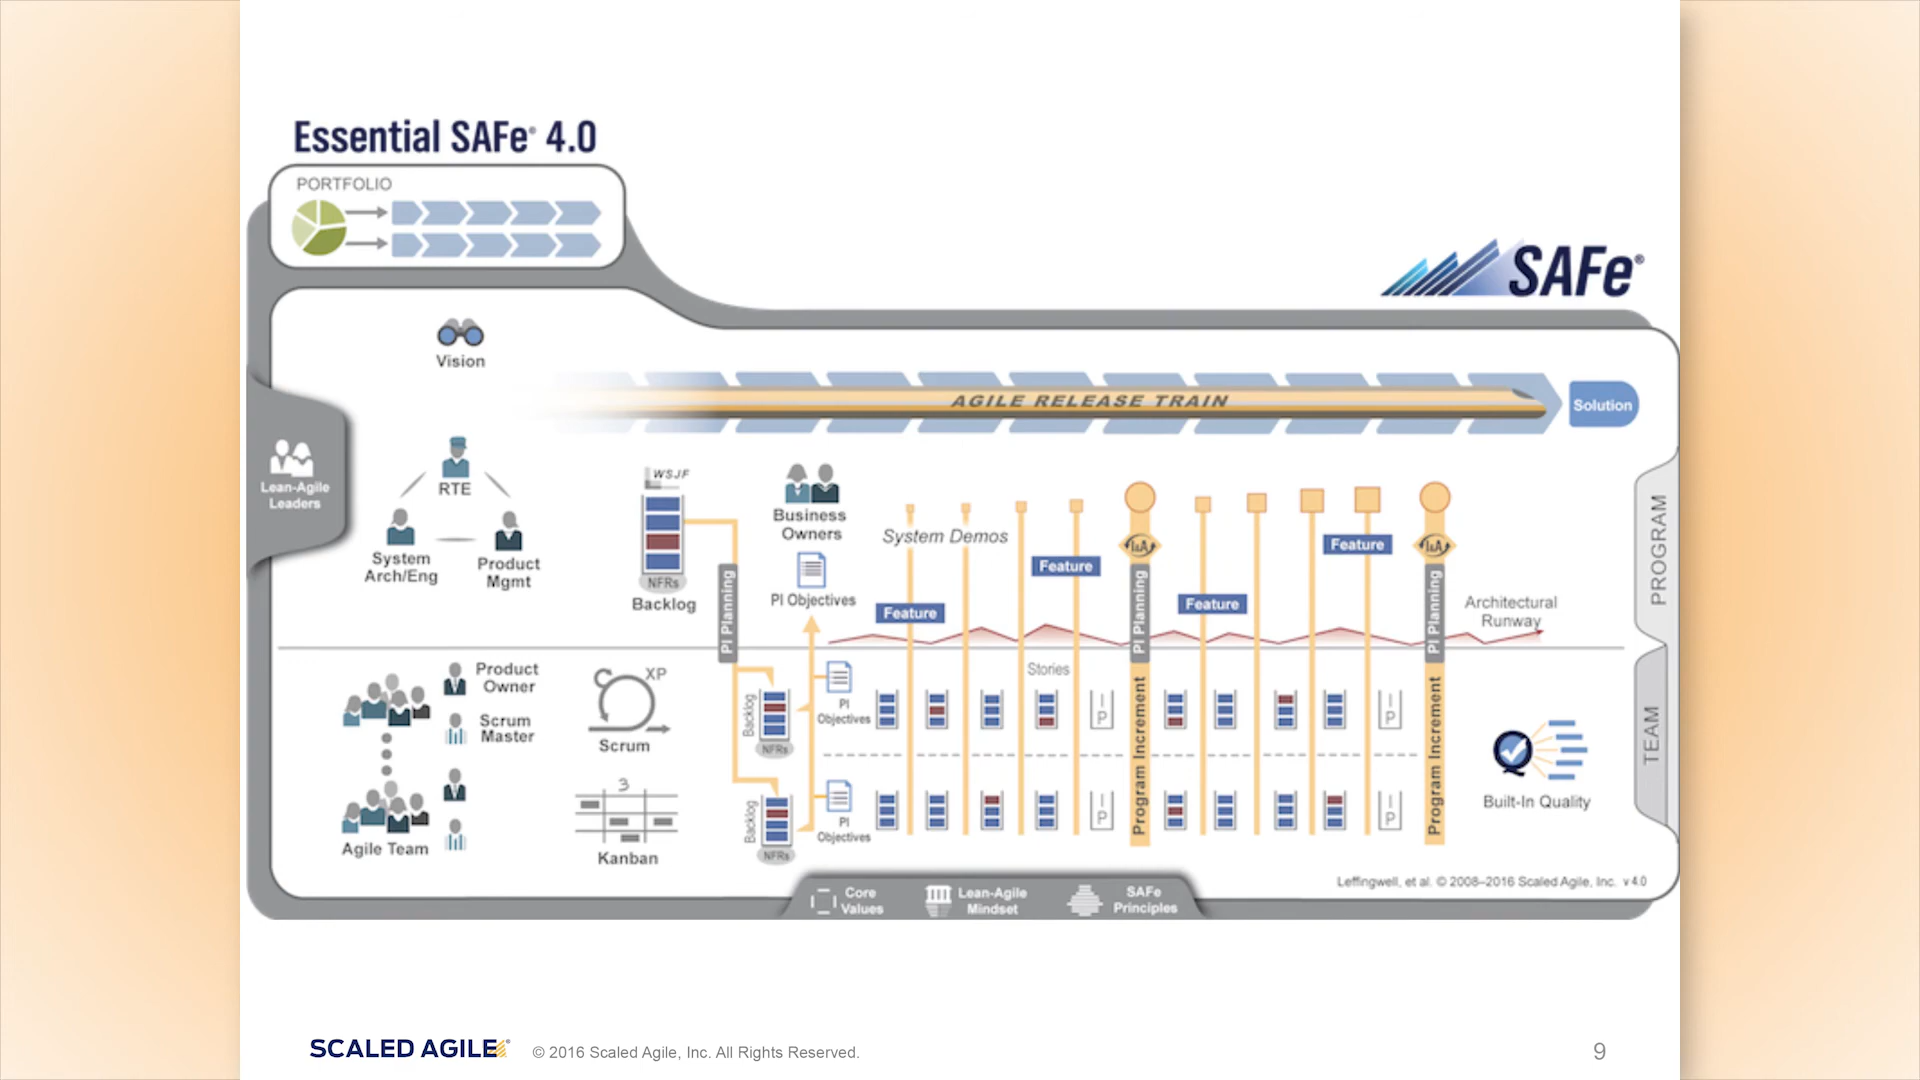 Essential SAFe® 4.0
PORTFOLIO
SAFe®
Vision
AGILE RELEASE TRAIN
Solution
Lean-Agile
Leaders
RTE
System
Arch/Eng
Product
Mgmt
WSJF
NFRs
Backlog
PI Planning
Business
Owners
PI Objectives
System Demos
Feature
Feature
Feature
Feature
I&A
I&A
PI Planning
PI Planning
Architectural
Runway
PROGRAM
Product
Owner
Scrum
Master
Agile Team
XP
Scrum
3
Kanban
Backlog
NFRs
Backlog
NFRs
PI
Objectives
PI
Objectives
Stories
I
P
I
P
I
P
I
P
Program Increment
Program Increment
Built-In Quality
TEAM
Leffingwell, et al. © 2008–2016 Scaled Agile, Inc. v 4.0
Core
Values
Lean-Agile
Mindset
SAFe
Principles
SCALED AGILE® © 2016 Scaled Agile, Inc. All Rights Reserved.
9